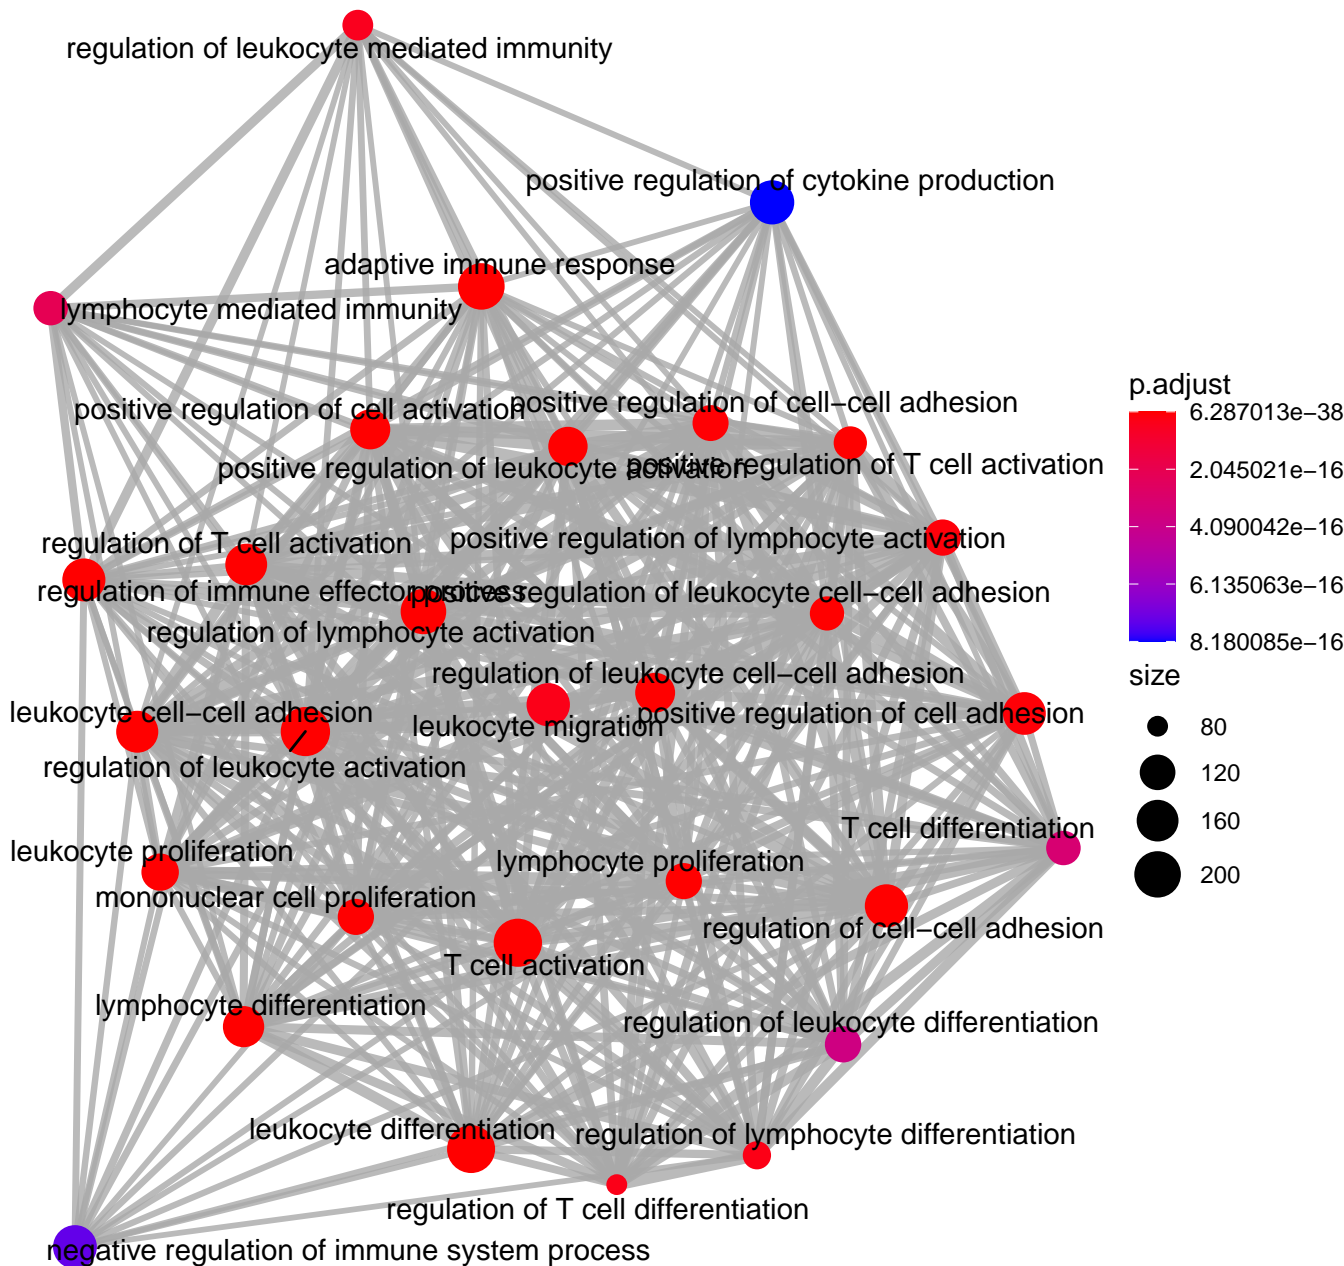 regulation of leukocyte mediated immunity
positive regulation of cytokine production
adaptive immune response
lymphocyte mediated immunity
positive regulation of cell−cell adhesion
positive regulation of cell activation
positive regulation of leukocyte activation
positive regulation of T cell activation
positive regulation of lymphocyte activation
regulation of T cell activation
regulation of immune effector process
positive regulation of leukocyte cell−cell adhesion
regulation of lymphocyte activation
regulation of leukocyte cell−cell adhesion
leukocyte cell−cell adhesion
positive regulation of cell adhesion
leukocyte migration
regulation of leukocyte activation
T cell differentiation
leukocyte proliferation
lymphocyte proliferation
mononuclear cell proliferation
regulation of cell−cell adhesion
T cell activation
lymphocyte differentiation
regulation of leukocyte differentiation
leukocyte differentiation
regulation of lymphocyte differentiation
regulation of T cell differentiation
negative regulation of immune system process
p.adjust
6.287013e−38
2.045021e−16
4.090042e−16
6.135063e−16
8.180085e−16
size
80
120
160
200